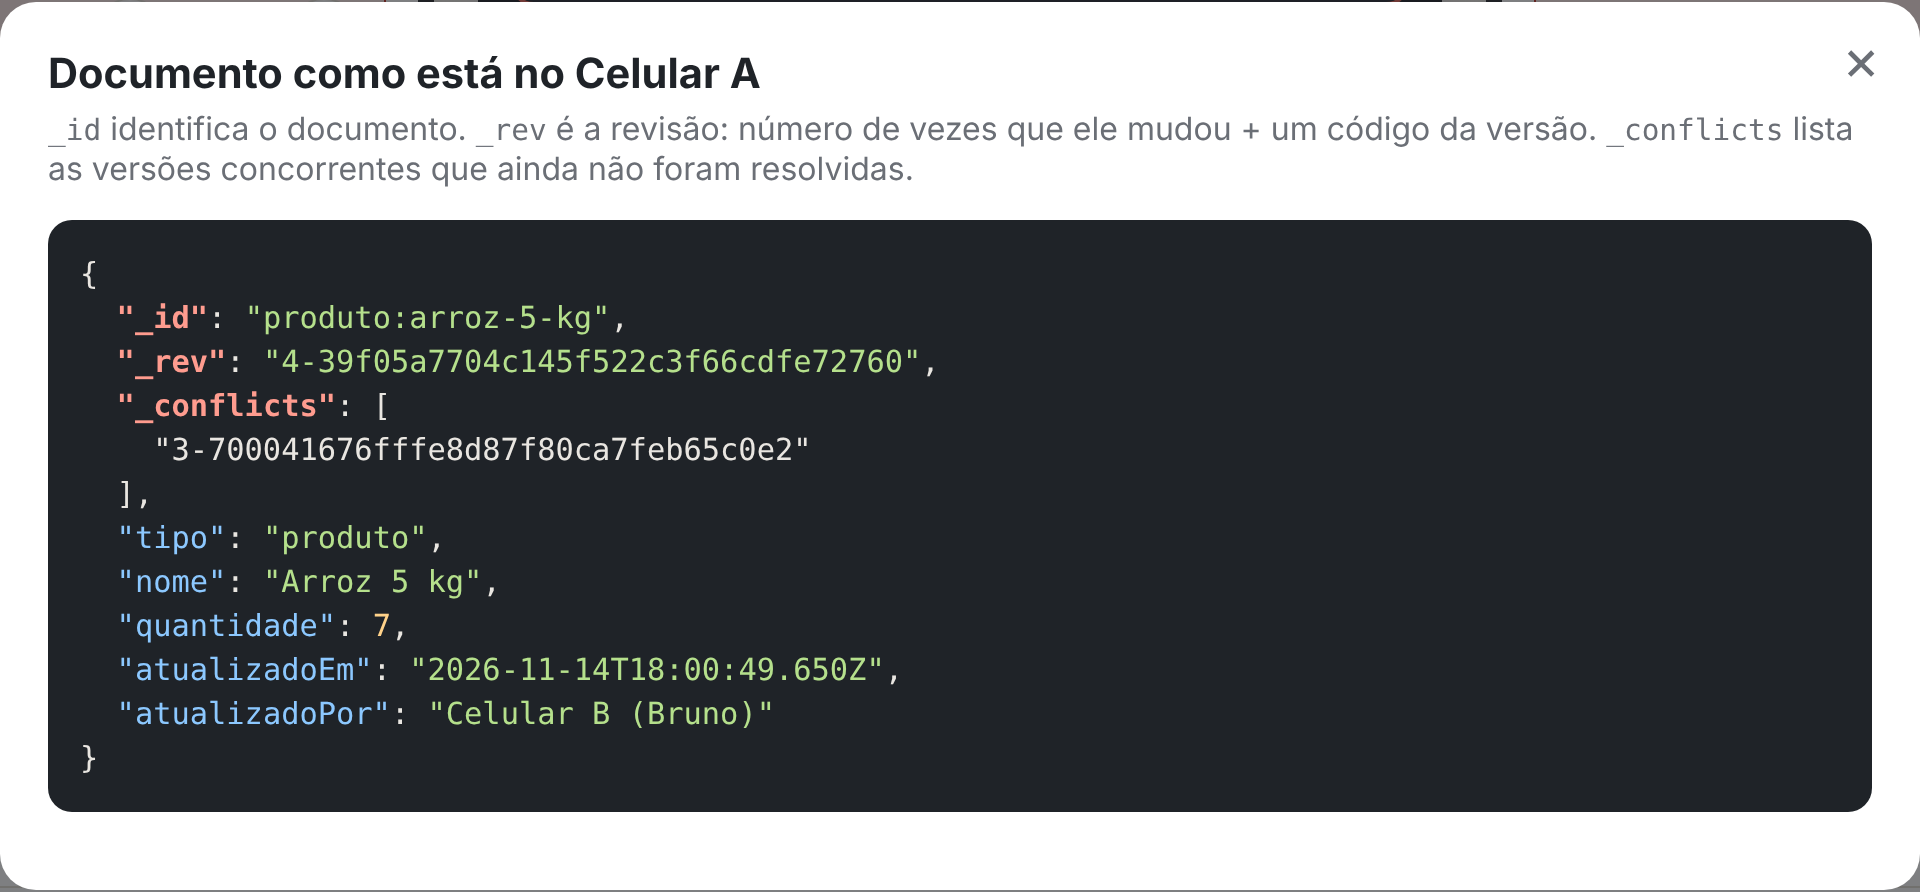 Documento como está no Celular A
_id identifica o documento. _rev é a revisão: número de vezes que ele mudou + um código da versão. _conflicts lista
as versões concorrentes que ainda não foram resolvidas.
{
  "_id": "produto:arroz-5-kg",
  "_rev": "4-39f05a7704c145f522c3f66cdfe72760",
  "_conflicts": [
    "3-700041676fffe8d87f80ca7feb65c0e2"
  ],
  "tipo": "produto",
  "nome": "Arroz 5 kg",
  "quantidade": 7,
  "atualizadoEm": "2026-11-14T18:00:49.650Z",
  "atualizadoPor": "Celular B (Bruno)"
}